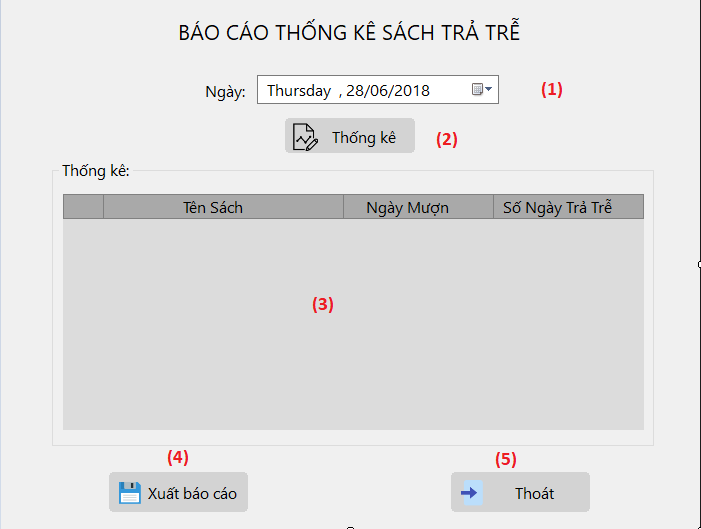 BÁO CÁO THỐNG KÊ SÁCH TRẢ TRỄ
Ngày: Thursday , 28/06/2018 (1)
Thống kê (2)
Thống kê:
Tên Sách Ngày Mượn Số Ngày Trả Trễ
(3)
(4) (5)
Xuất báo cáo Thoát